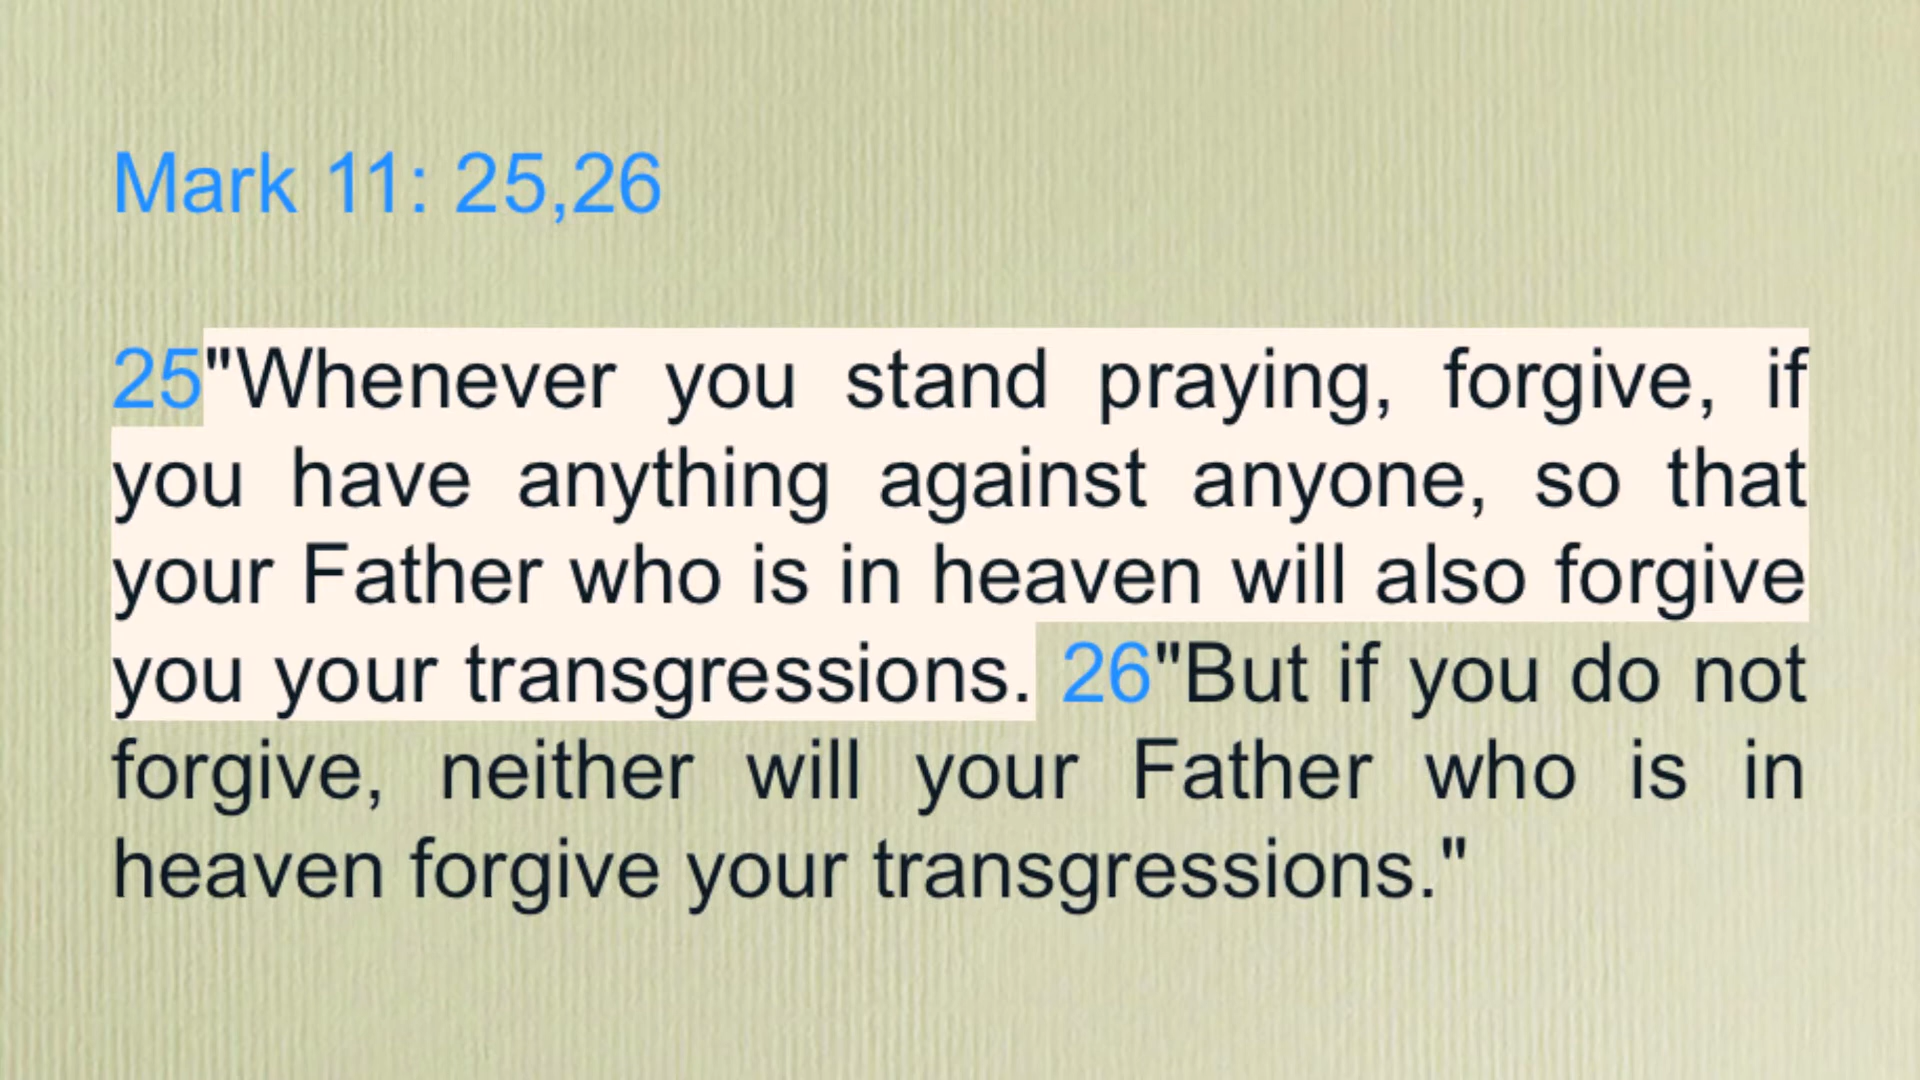 Mark 11: 25,26
25"Whenever you stand praying, forgive, if
you have anything against anyone, so that
your Father who is in heaven will also forgive
you your transgressions. 26"But if you do not
forgive, neither will your Father who is in
heaven forgive your transgressions."